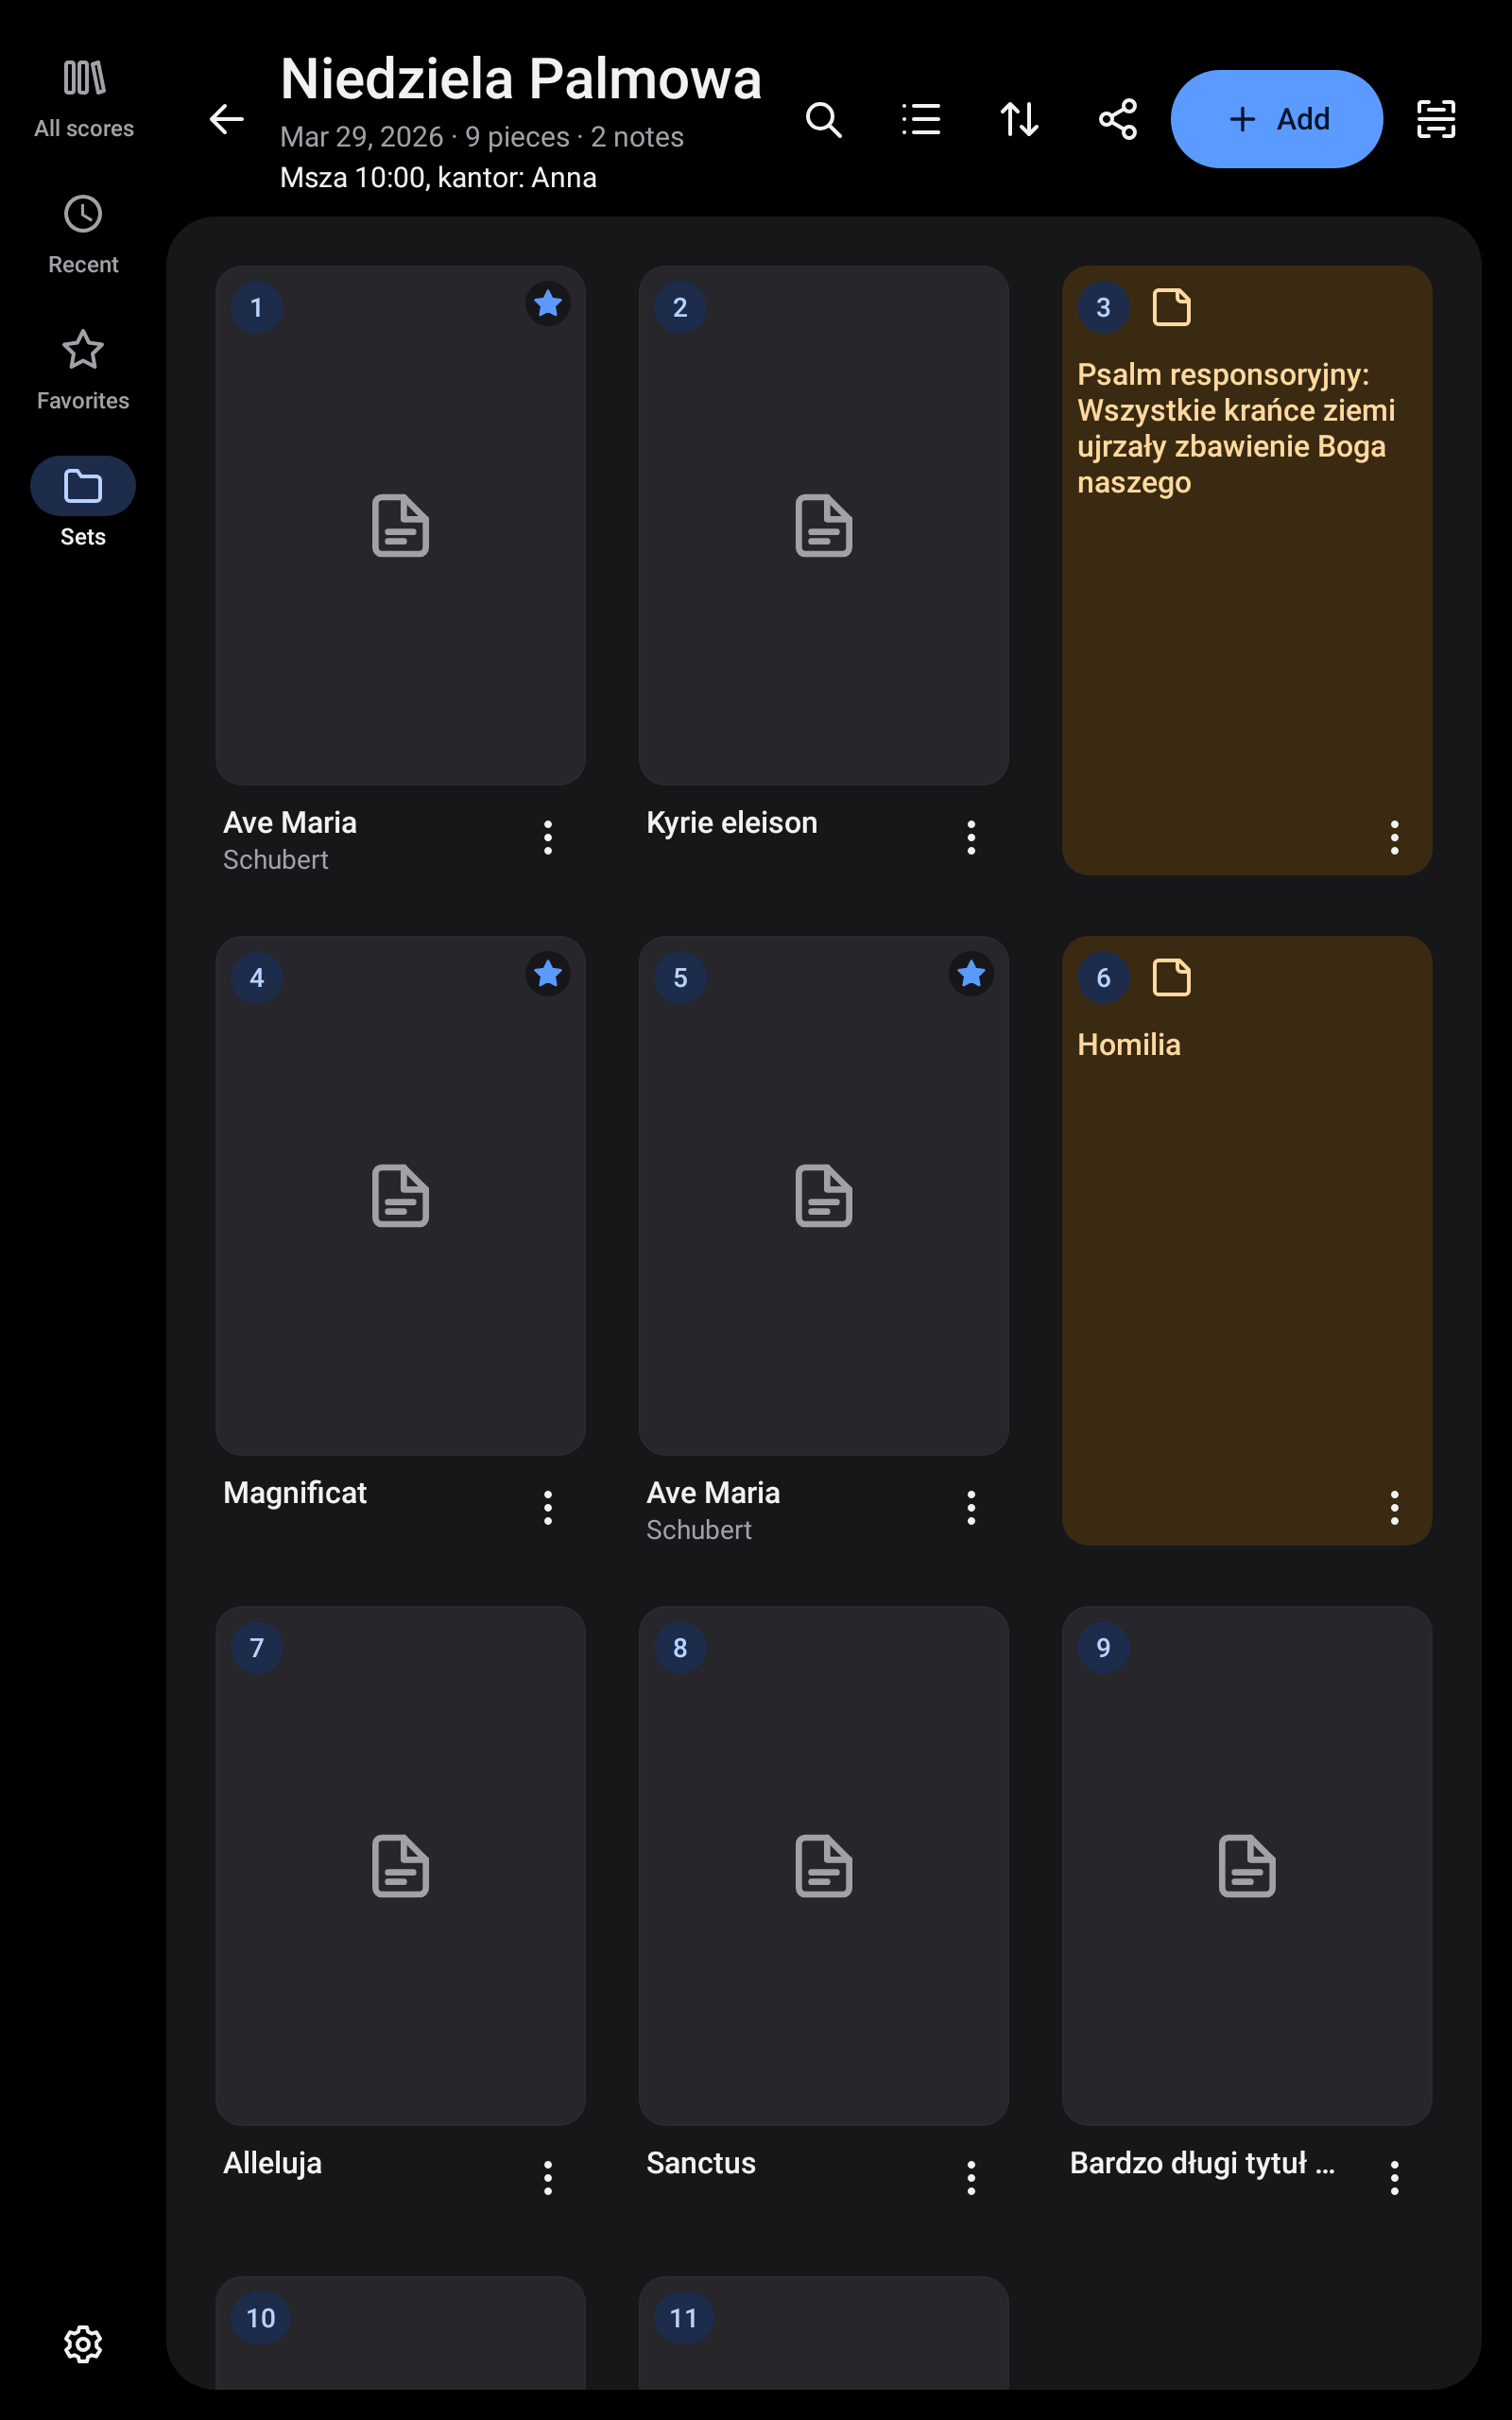 All scores
Recent
Favorites
Sets
Niedziela Palmowa
Mar 29, 2026 · 9 pieces · 2 notes
Msza 10:00, kantor: Anna
Add
1
2
3
Psalm responsoryjny:
Wszystkie krańce ziemi
ujrzały zbawienie Boga
naszego
Ave Maria
Schubert
Kyrie eleison
4
5
6
Homilia
Magnificat
Ave Maria
Schubert
7
8
9
Alleluja
Sanctus
Bardzo długi tytuł ...
10
11